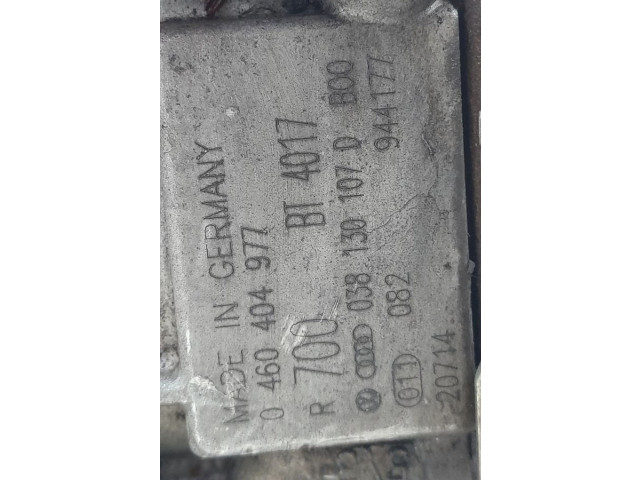 MADE IN GERMANY
0 460 404 977
R 700 BT 4017
038 130 107 D B00
011 082 944177
20714